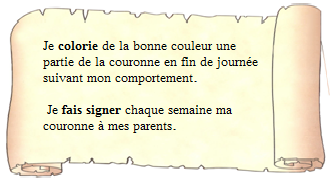 Je colorie de la bonne couleur une
partie de la couronne en fin de journée
suivant mon comportement.
Je fais signer chaque semaine ma
couronne à mes parents.